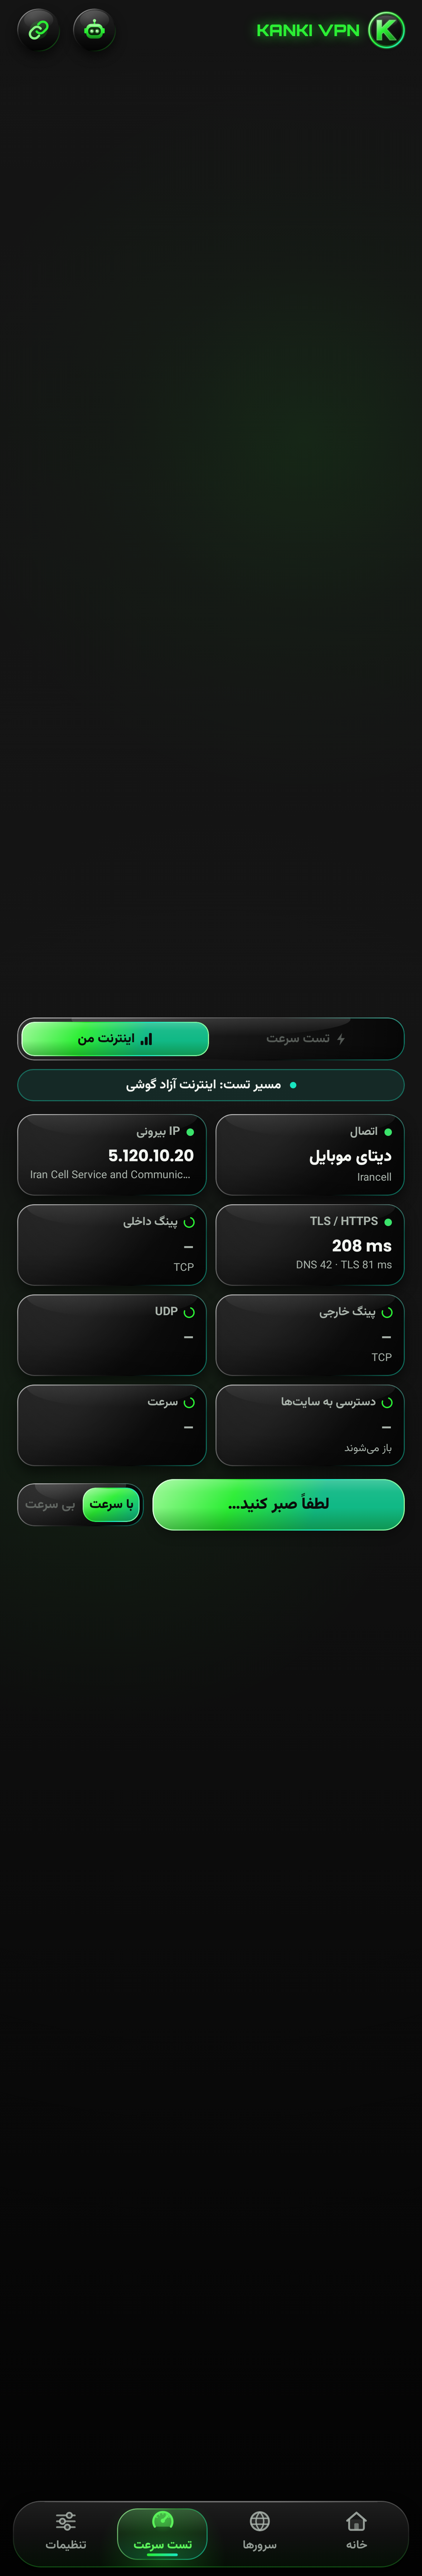 KANKI VPN
تست سرعت
اینترنت من
مسیر تست: اینترنت آزاد گوشی
اتصال
دیتای موبایل
Irancell
IP بیرونی
5.120.10.20
Iran Cell Service and Communic...
TLS / HTTPS
208 ms
DNS 42 · TLS 81 ms
پینگ داخلی
–
TCP
پینگ خارجی
–
TCP
UDP
–
دسترسی به سایت‌ها
–
باز می‌شوند
سرعت
–
لطفاً صبر کنید...
با سرعت
بی سرعت
خانه
سرورها
تست سرعت
تنظیمات